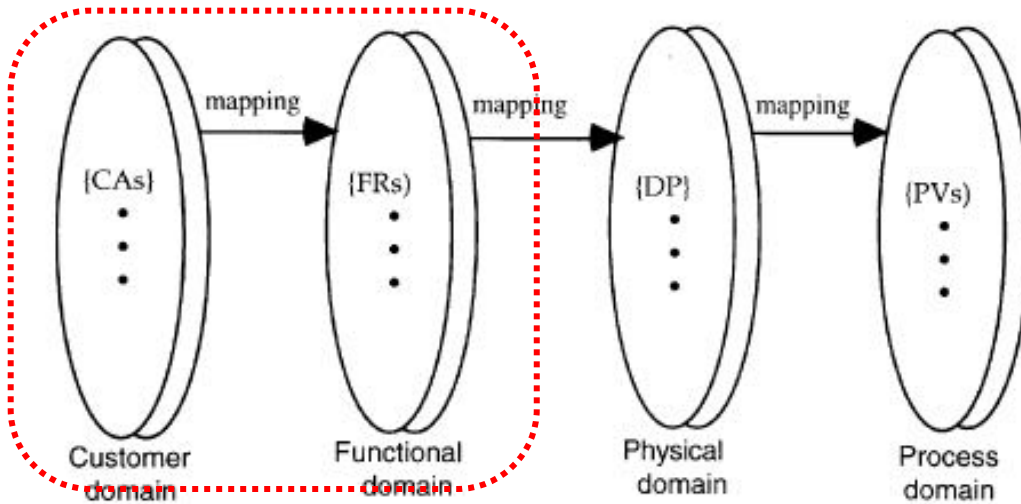 mapping
mapping
mapping
{CAs}
{FRs)
{DP}
{PVs)
Customer
domain
Functional
domain
Physical
domain
Process
domain